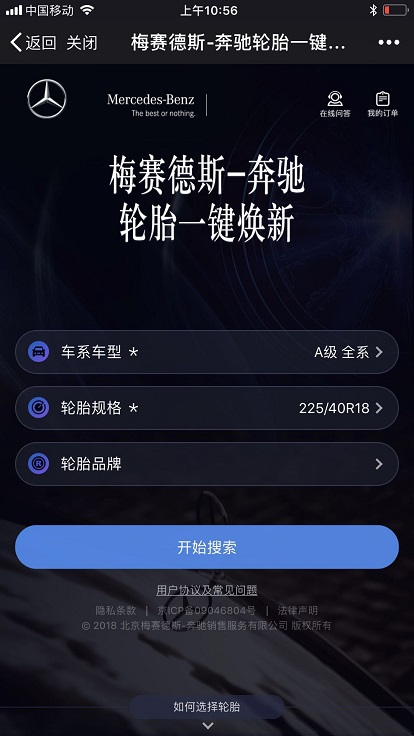 中国移动
上午10:56
返回 关闭
梅赛德斯-奔驰轮胎一键...
Mercedes-Benz
The best or nothing.
在线问答
我的订单
梅赛德斯-奔驰
轮胎一键焕新
车系车型 *
A级 全系
轮胎规格 *
225/40R18
轮胎品牌
开始搜索
用户协议及常见问题
隐私条款 | 京ICP备09046804号 | 法律声明
© 2018 北京梅赛德斯-奔驰销售服务有限公司 版权所有
如何选择轮胎